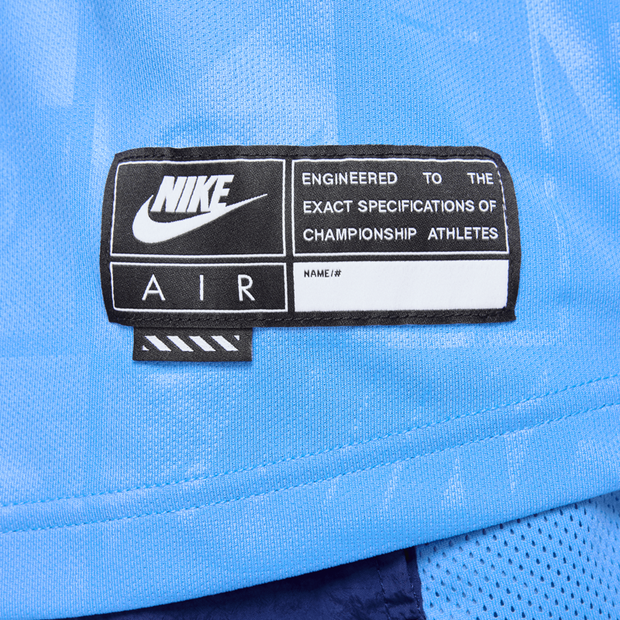 NIKE
AIR
ENGINEERED TO THE
EXACT SPECIFICATIONS OF
CHAMPIONSHIP ATHLETES
NAME/#